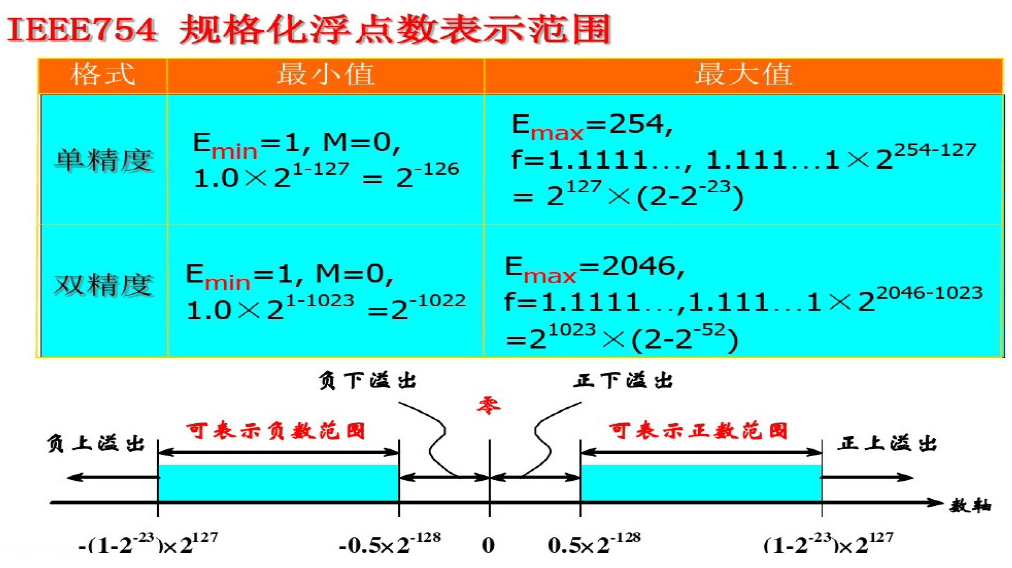 IEEE754 规格化浮点数表示范围
格式 最小值 最大值
单精度
Emin=1, M=0,
1.0×2^1-127 = 2^-126
Emax=254,
f=1.1111…, 1.111…1×2^254-127
= 2^127×(2-2^-23)
双精度
Emin=1, M=0,
1.0×2^1-1023 =2^-1022
Emax=2046,
f=1.1111…,1.111…1×2^2046-1023
=2^1023×(2-2^-52)
负下溢出 正下溢出
零
负上溢出 可表示负数范围 可表示正数范围 正上溢出
数轴
-(1-2^-23)×2^127 -0.5×2^-128 0 0.5×2^-128 (1-2^-23)×2^127